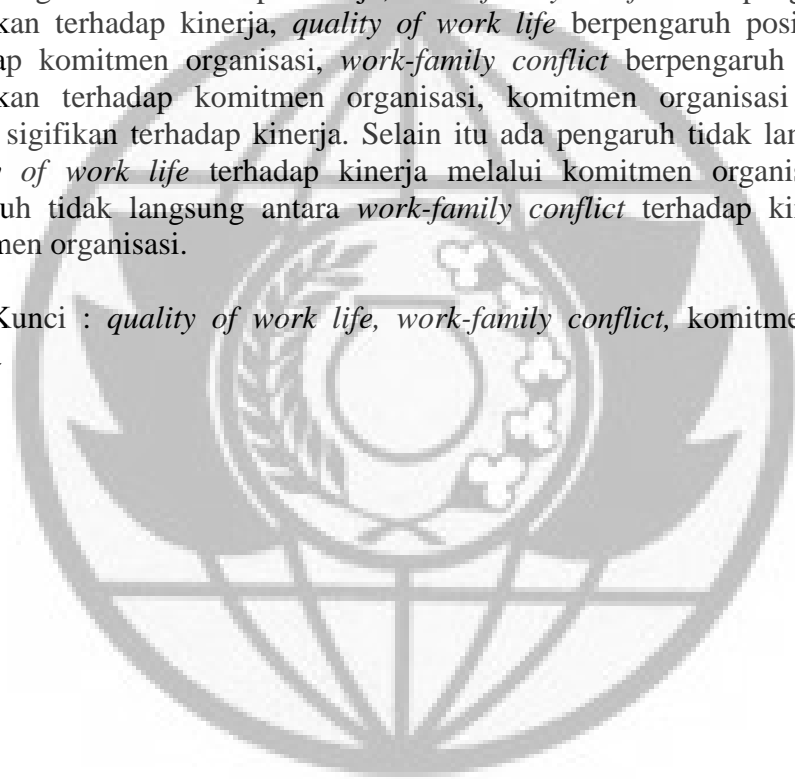 kan terhadap kinerja, quality of work life berpengaruh posi
ap komitmen organisasi, work-family conflict berpengaruh
kan terhadap komitmen organisasi, komitmen organisasi
sigifikan terhadap kinerja. Selain itu ada pengaruh tidak lan
of work life terhadap kinerja melalui komitmen organis
uh tidak langsung antara work-family conflict terhadap kin
men organisasi.
Kunci : quality of work life, work-family conflict, komitme